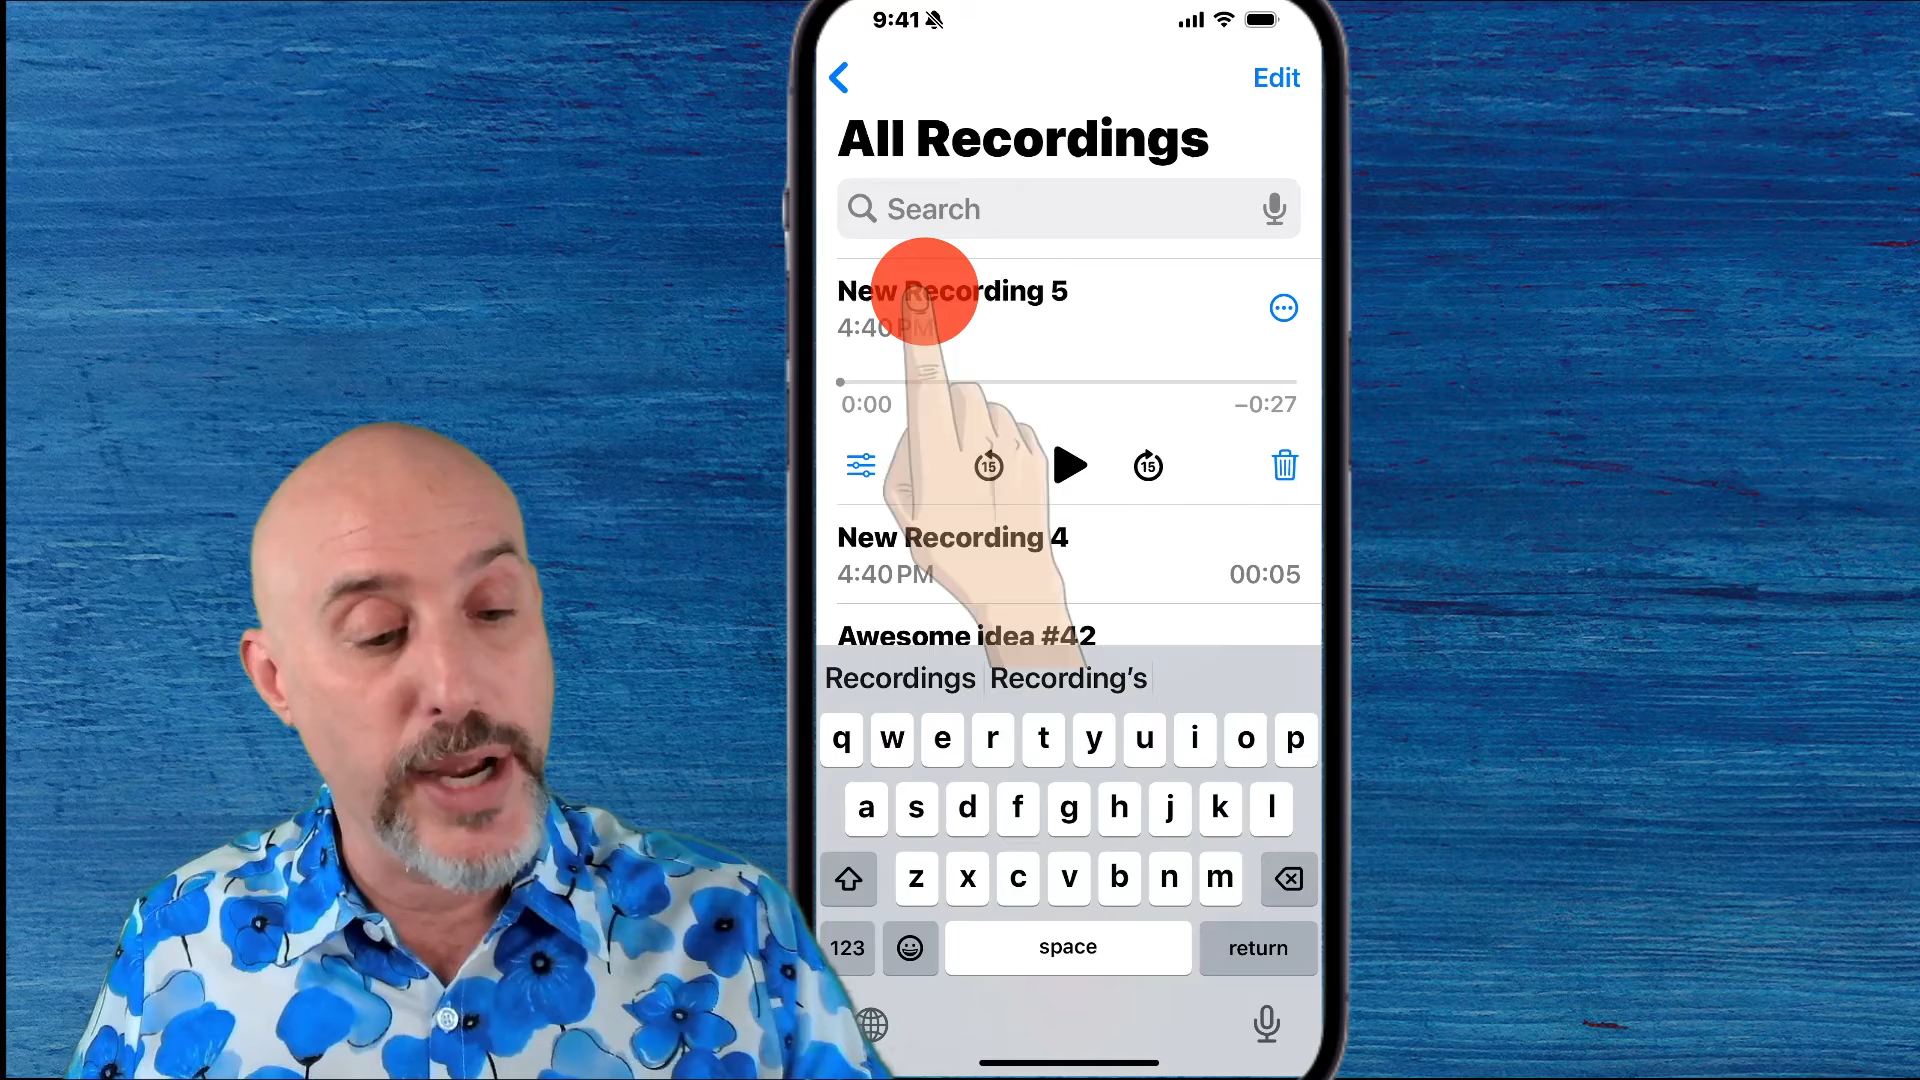 9:41
Edit
All Recordings
Search
New Recording 5
4:40 PM
0:00
−0:27
15
15
New Recording 4
4:40 PM
00:05
Awesome idea #42
Recordings
Recording's
q w e r t y u i o p
a s d f g h j k l
z x c v b n m
123
space
return